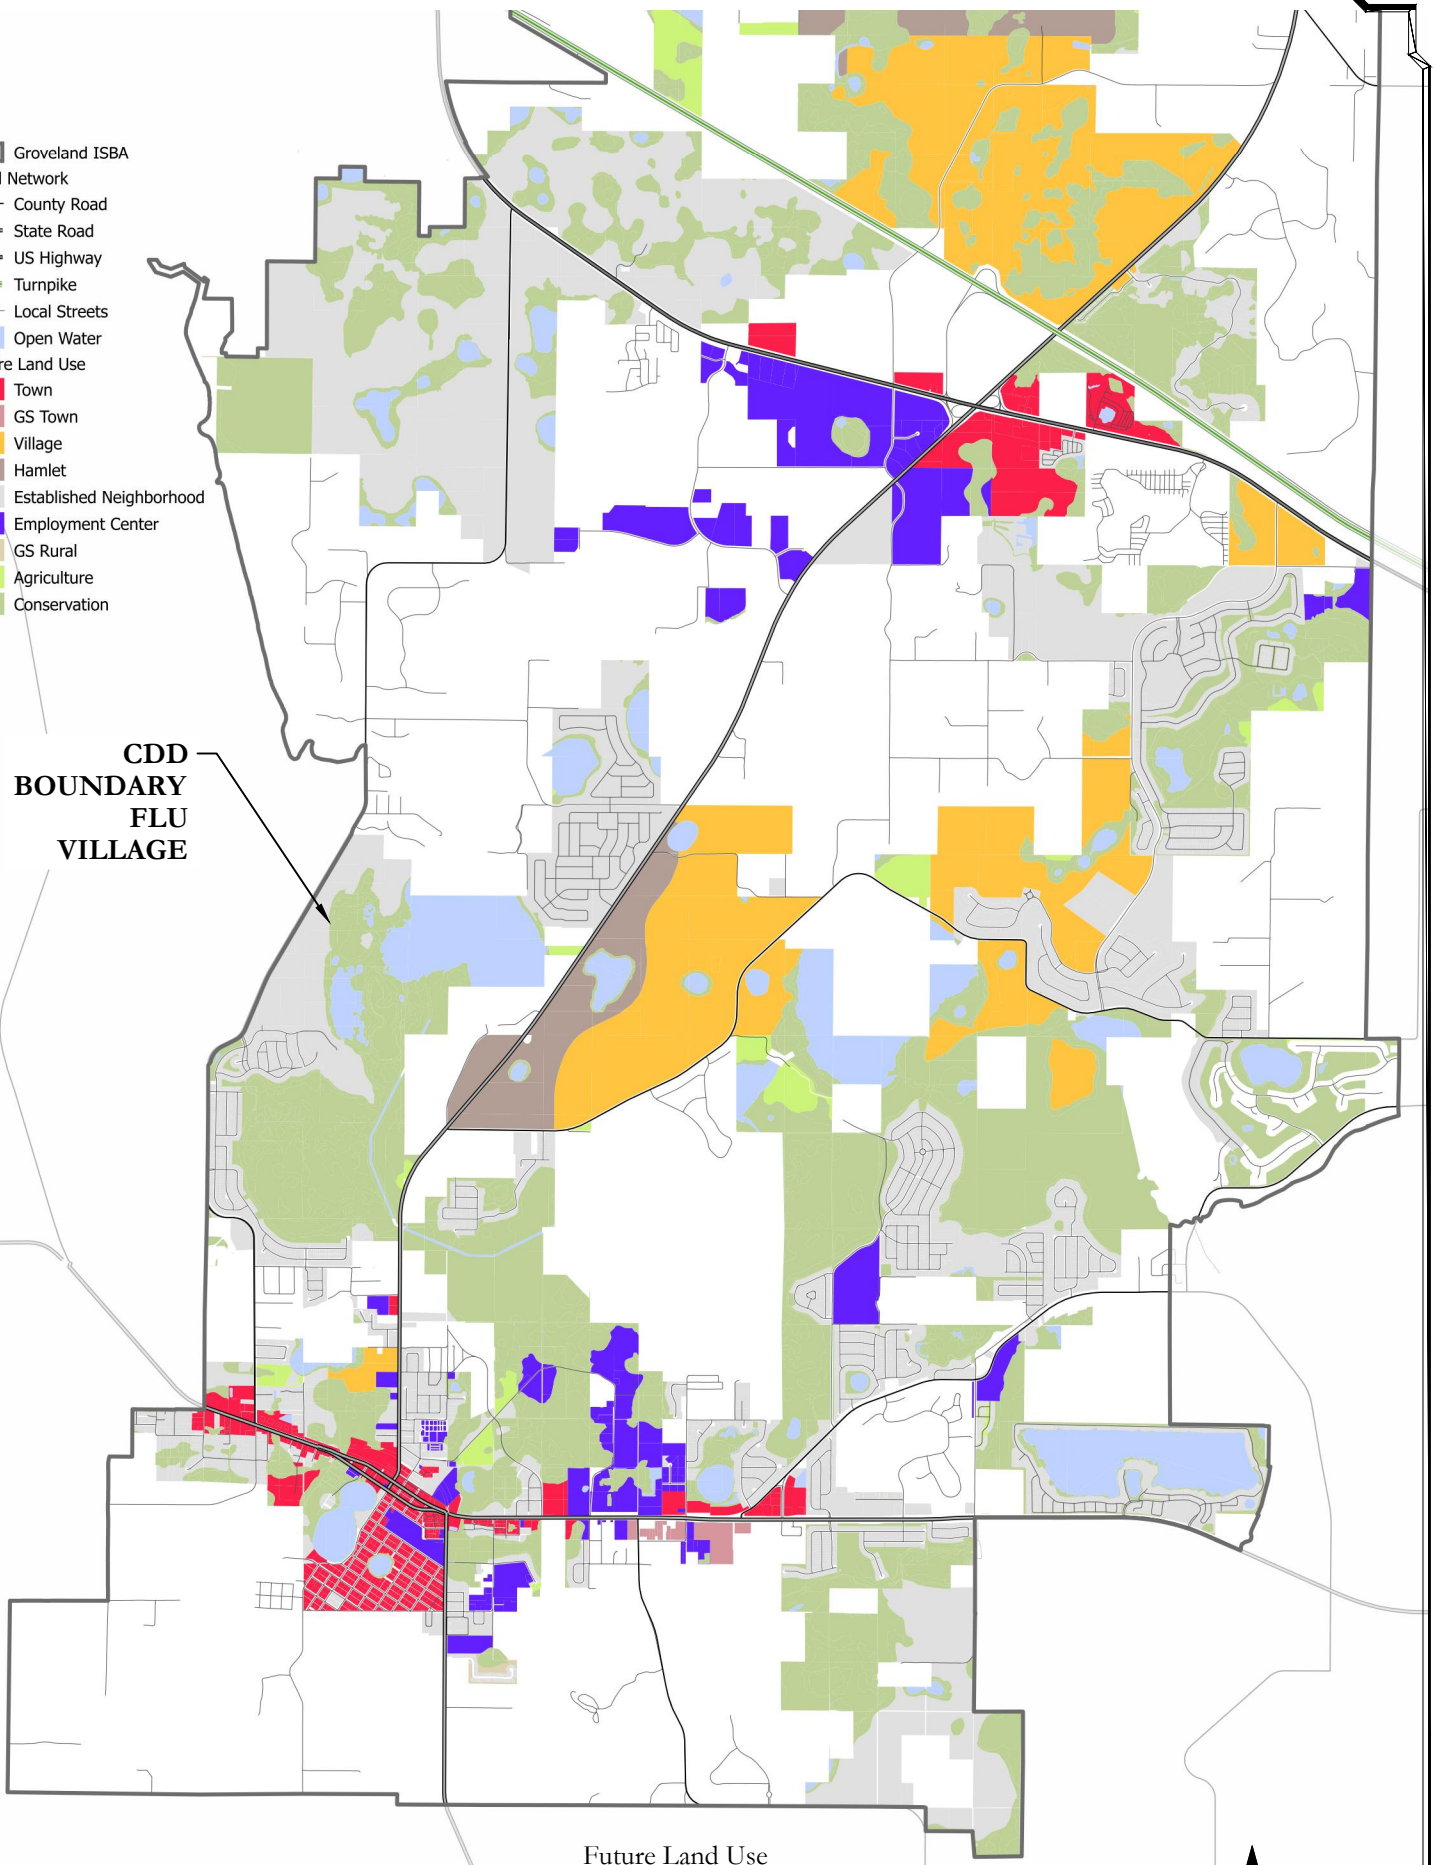 Groveland ISBA
Network
County Road
State Road
US Highway
Turnpike
Local Streets
Open Water
re Land Use
Town
GS Town
Village
Hamlet
Established Neighborhood
Employment Center
GS Rural
Agriculture
Conservation
CDD
BOUNDARY
FLU
VILLAGE
Future Land Use